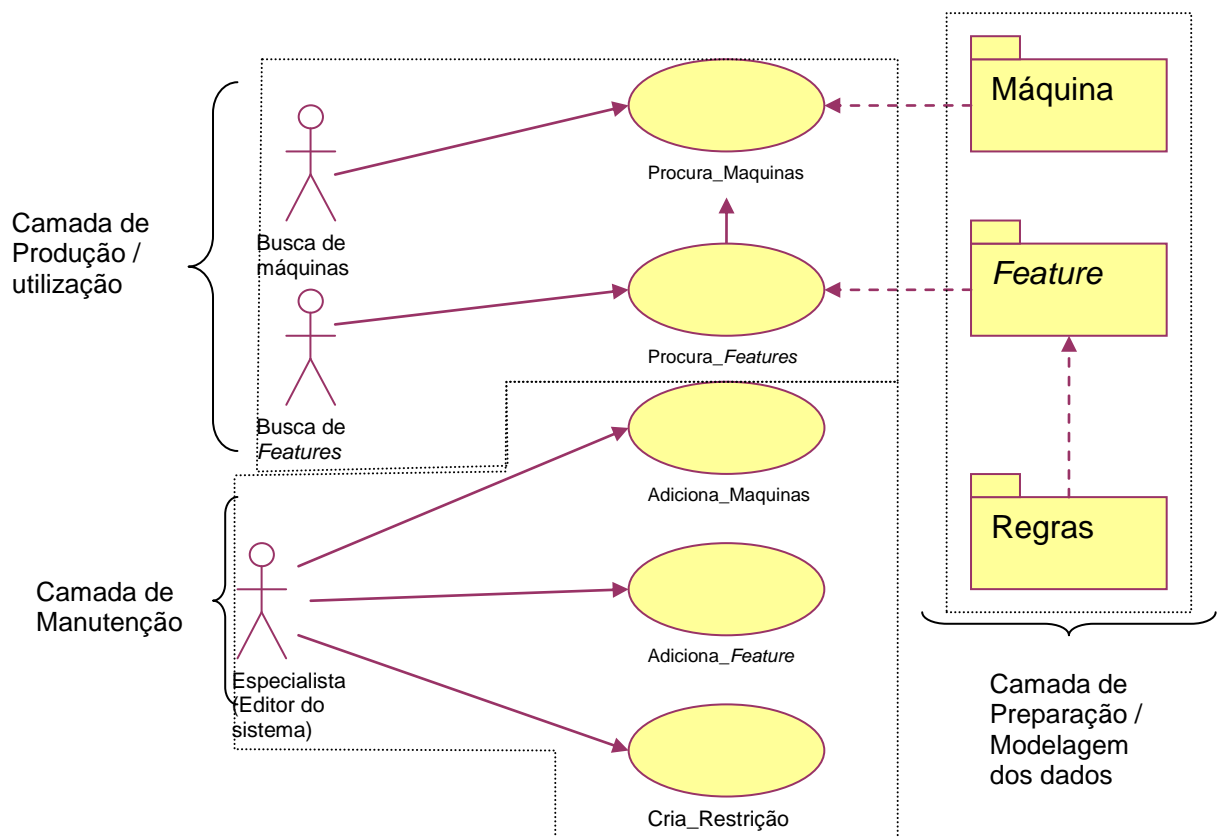 Máquina
Procura_Maquinas
Camada de
Produção /
utilização
Busca de
máquinas
Feature
Procura_Features
Busca de
Features
Adiciona_Maquinas
Regras
Camada de
Manutenção
Adiciona_Feature
Especialista
(Editor do
sistema)
Camada de
Preparação /
Modelagem
dos dados
Cria_Restrição